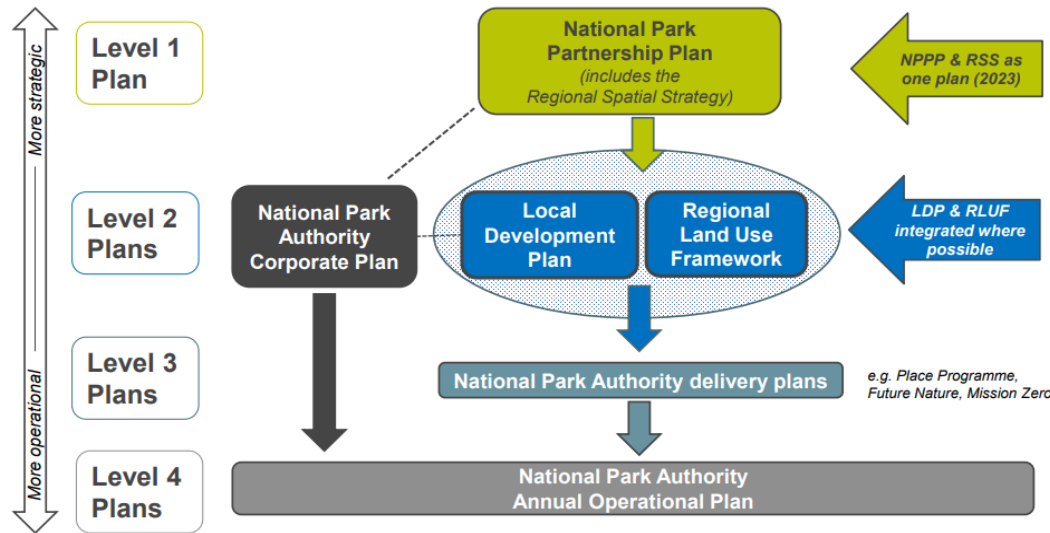 More strategic
More operational
Level 1
Plan
National Park
Partnership Plan
(includes the
Regional Spatial Strategy)
NPPP & RSS as
one plan (2023)
Level 2
Plans
National Park
Authority
Corporate Plan
Local
Development
Plan
Regional
Land Use
Framework
LDP & RLUF
integrated where
possible
Level 3
Plans
National Park Authority delivery plans
e.g. Place Programme,
Future Nature, Mission Zero
Level 4
Plans
National Park Authority
Annual Operational Plan